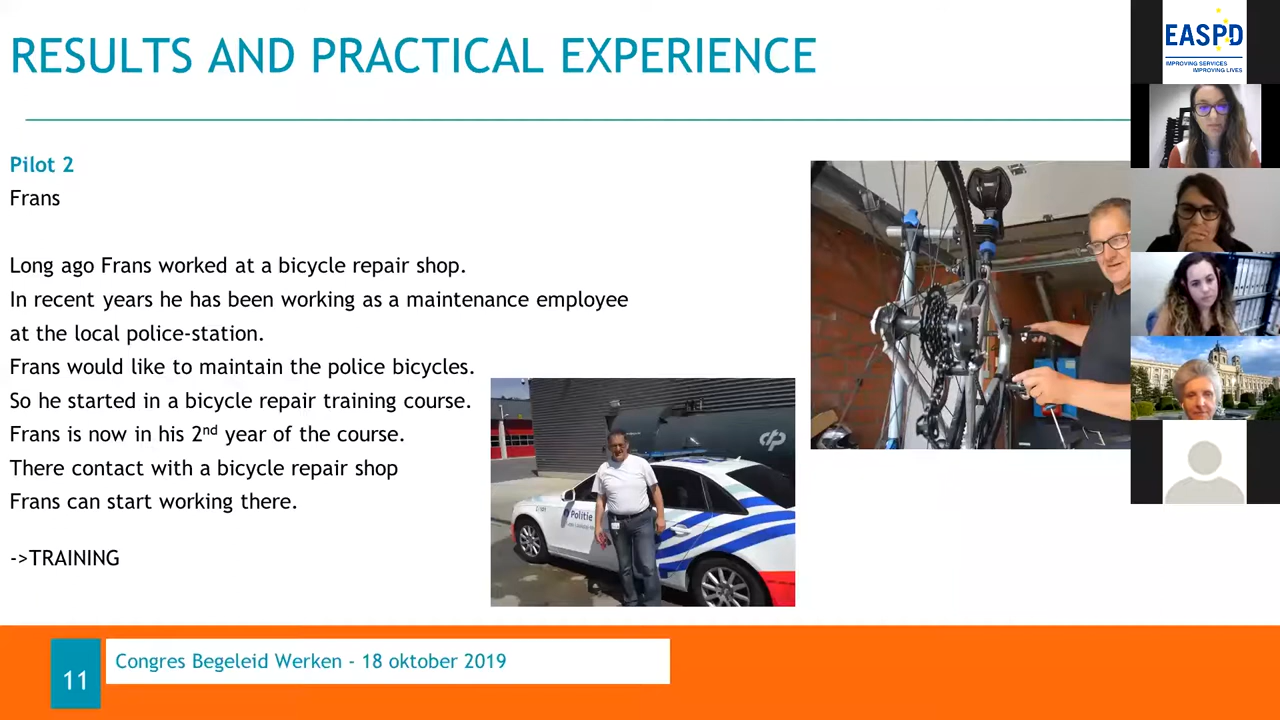 RESULTS AND PRACTICAL EXPERIENCE
EASPD
IMPROVING SERVICES
IMPROVING LIVES
Pilot 2
Frans
Long ago Frans worked at a bicycle repair shop.
In recent years he has been working as a maintenance employee
at the local police-station.
Frans would like to maintain the police bicycles.
So he started in a bicycle repair training course.
Frans is now in his 2nd year of the course.
There contact with a bicycle repair shop
Frans can start working there.
->TRAINING
Politie
dp
Congres Begeleid Werken - 18 oktober 2019
11